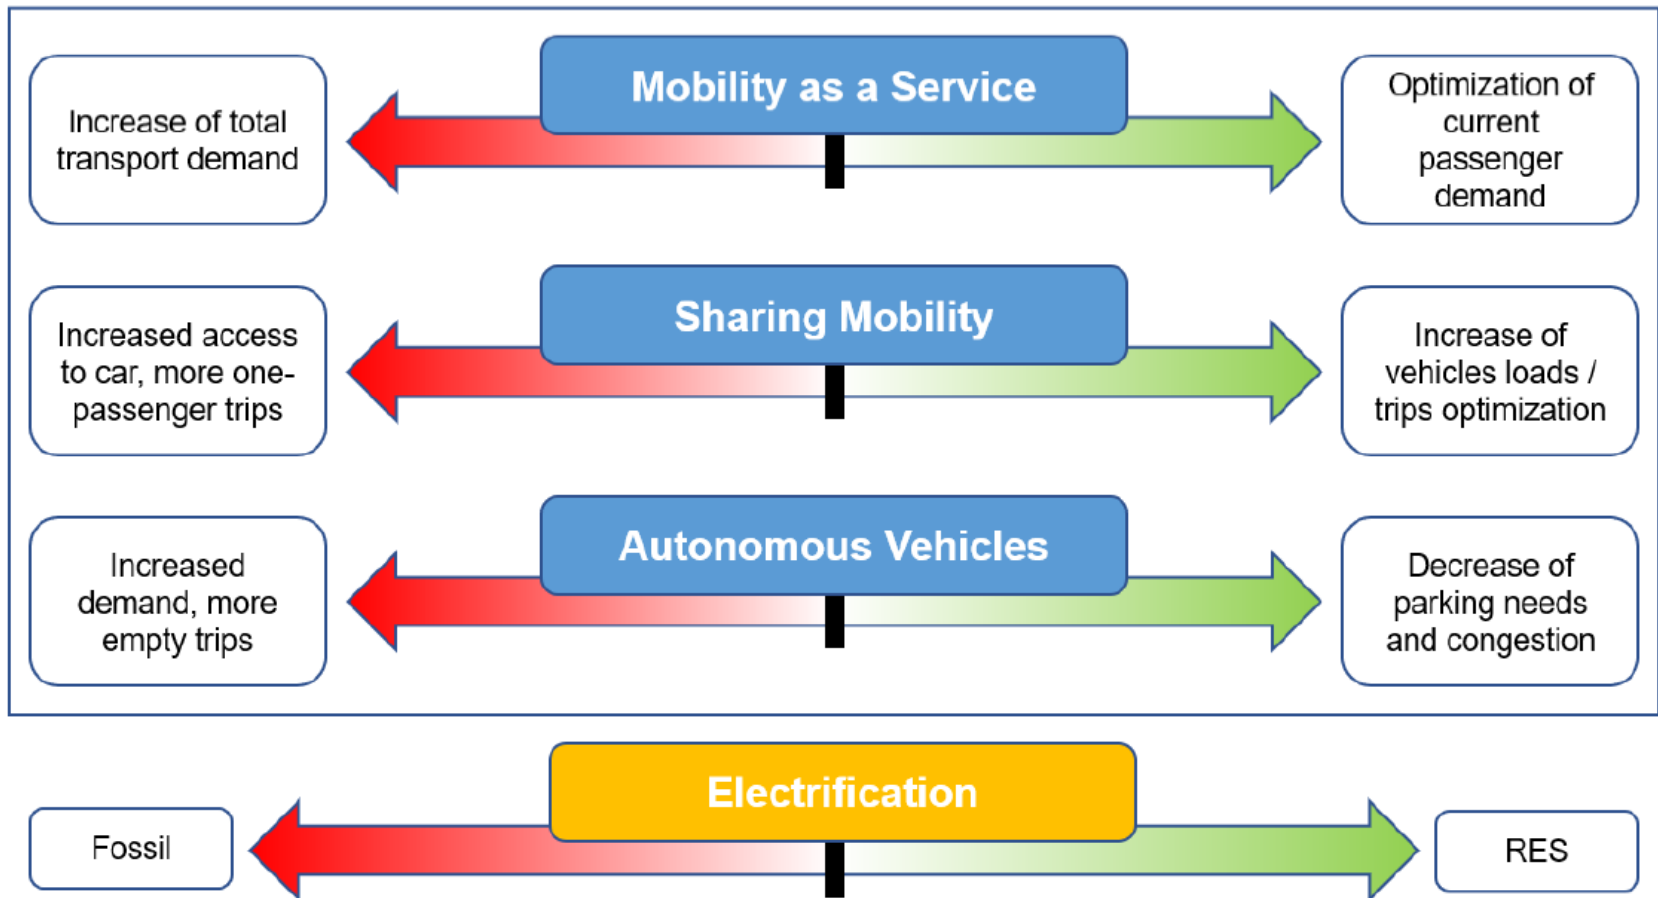 Mobility as a Service
Increase of total
transport demand
Optimization of
current
passenger
demand
Sharing Mobility
Increased access
to car, more one-
passenger trips
Increase of
vehicles loads /
trips optimization
Autonomous Vehicles
Increased
demand, more
empty trips
Decrease of
parking needs
and congestion
Electrification
Fossil
RES